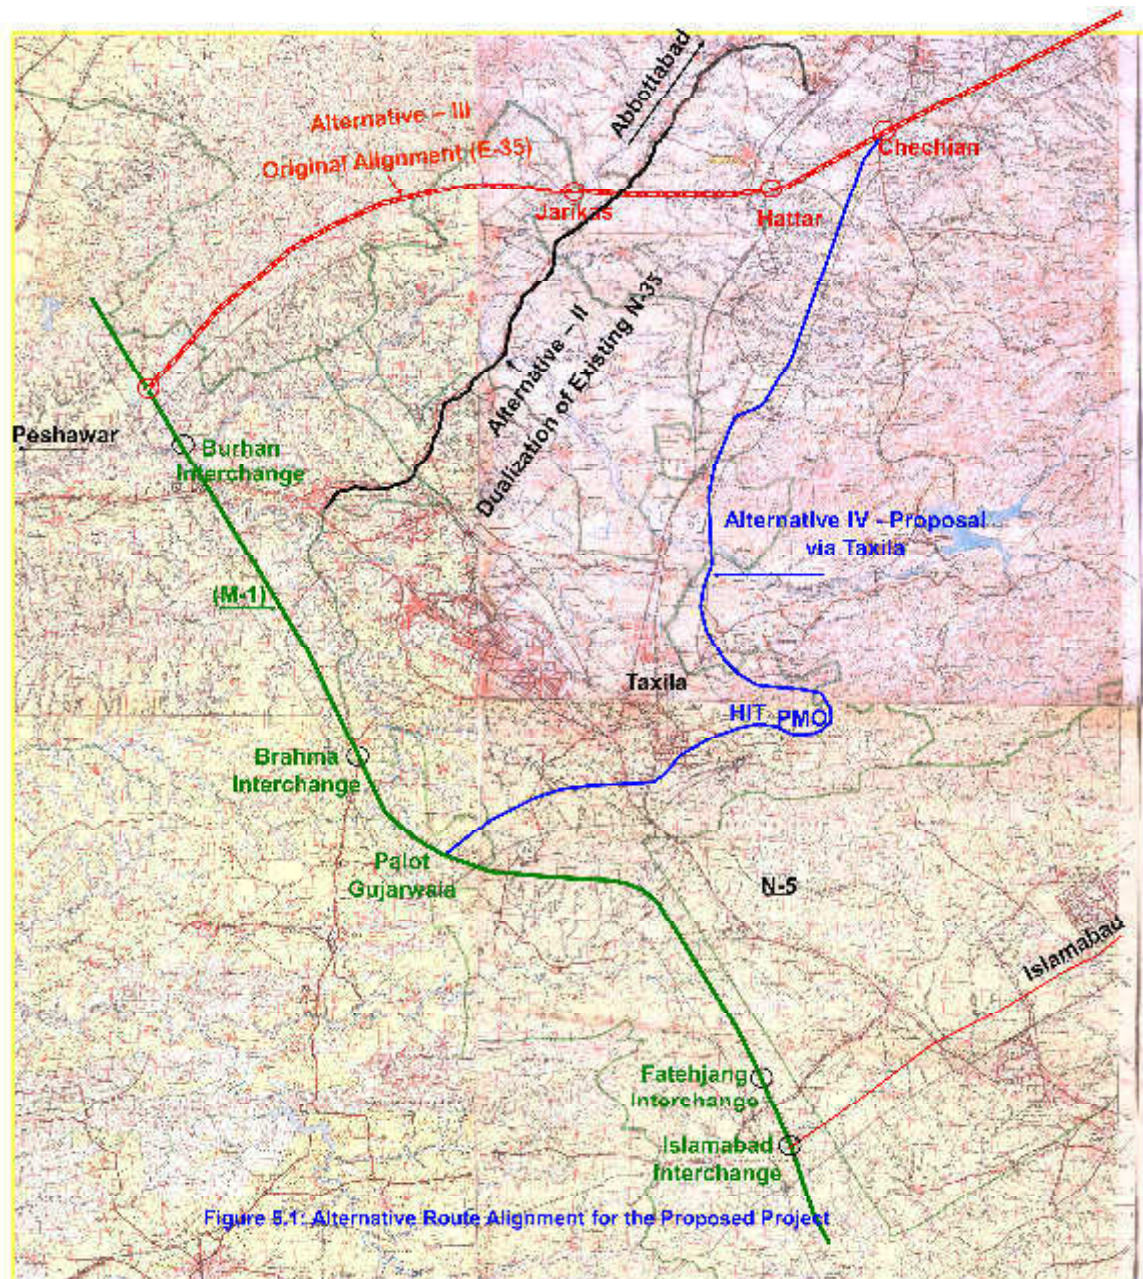 Abbottabad
Alternative – III
Original Alignment (E-35)
Chechian
Jarikas
Hattar
Alternative – II
Dualization of Existing N-35
Peshawar
Burhan
Interchange
Alternative IV - Proposal
via Taxila
(M-1)
Taxila
HIT PMO
Brahma
Interchange
Palot
Gujarwala
N-5
Islamabad
Fatehjang
Interchange
Islamabad
Interchange
Figure 5.1: Alternative Route Alignment for the Proposed Project